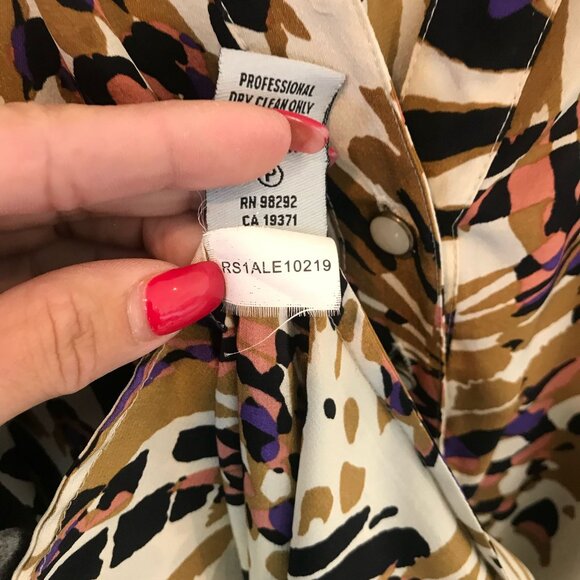 PROFESSIONAL
DRY CLEAN ONLY
P
RN 98292
CA 19371
RS1ALE10219